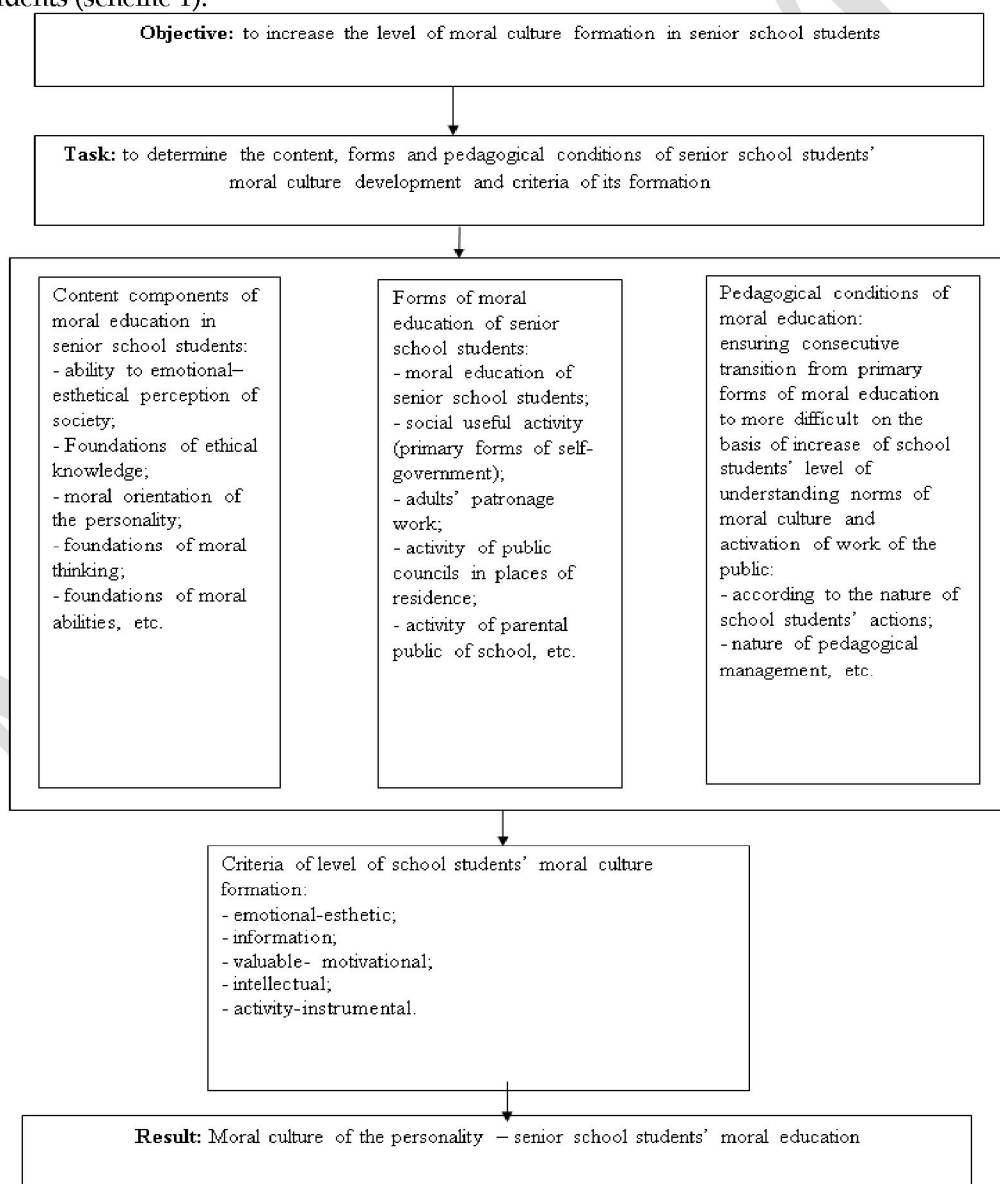 udents (scheme 1).
Objective: to increase the level of moral culture formation in senior school students
Task: to determine the content, forms and pedagogical conditions of senior school students'
moral culture development and criteria of its formation
Content components of
moral education in
senior school students:
- ability to emotional–
esthetical perception of
society;
- Foundations of ethical
knowledge;
- moral orientation of
the personality;
- foundations of moral
thinking;
- foundations of moral
abilities, etc.
Forms of moral
education of senior
school students:
- moral education of
senior school students;
- social useful activity
(primary forms of self-
government);
- adults' patronage
work;
- activity of public
councils in places of
residence;
- activity of parental
public of school, etc.
Pedagogical conditions of
moral education:
ensuring consecutive
transition from primary
forms of moral education
to more difficult on the
basis of increase of school
students' level of
understanding norms of
moral culture and
activation of work of the
public:
- according to the nature of
school students' actions;
- nature of pedagogical
management, etc.
Criteria of level of school students' moral culture
formation:
- emotional-esthetic;
- information;
- valuable- motivational;
- intellectual;
- activity-instrumental.
Result: Moral culture of the personality – senior school students' moral education